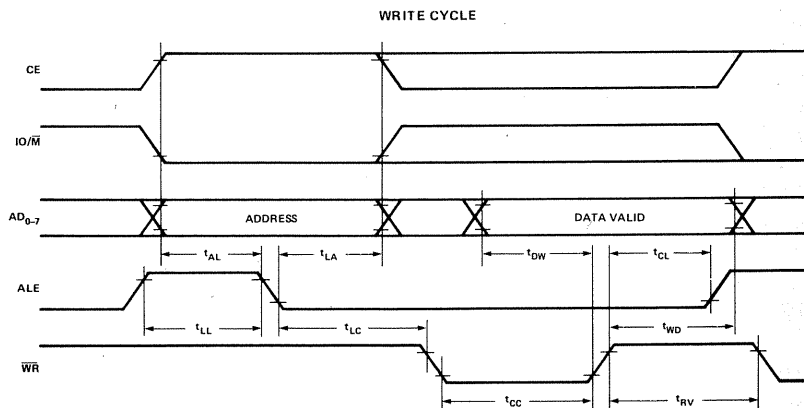 WRITE CYCLE
CE
IO/M̅
AD₀₋₇
ADDRESS
DATA VALID
tAL
tLA
tDW
tCL
ALE
tLL
tLC
tWD
W̅R̅
tCC
tRV